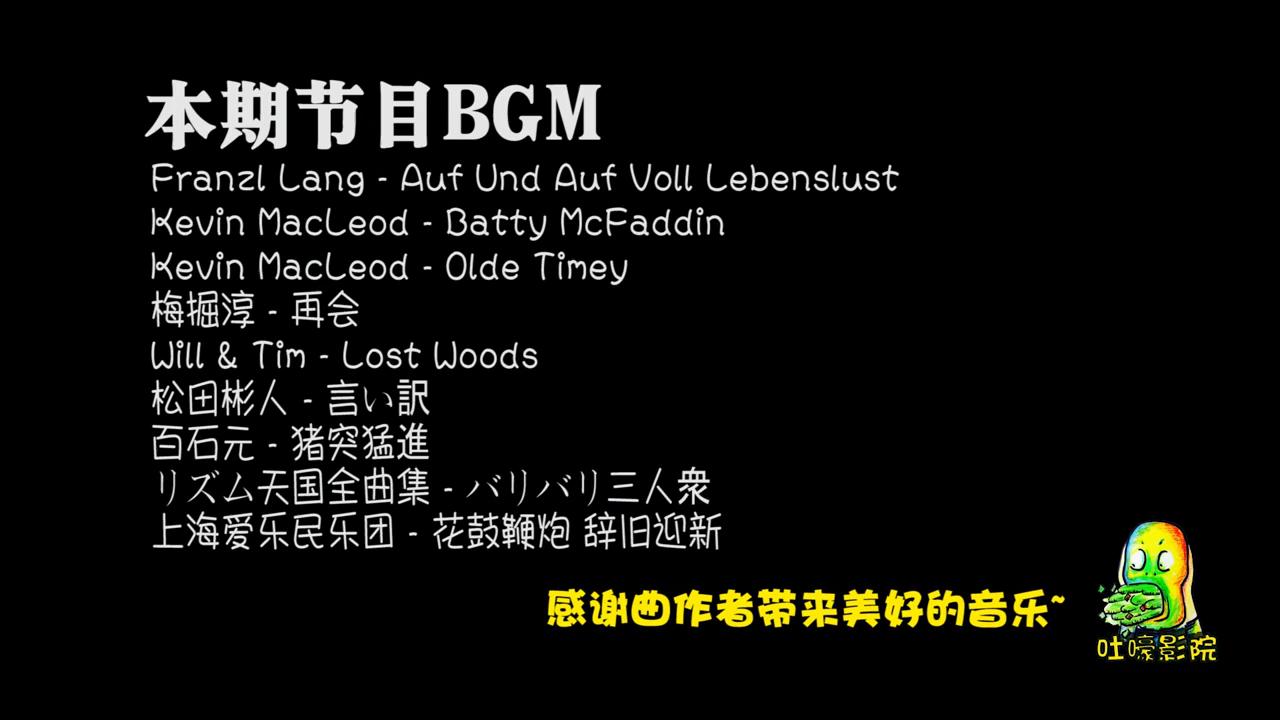 本期节目BGM
Franzl Lang - Auf Und Auf Voll Lebenslust
Kevin MacLeod - Batty McFaddin
Kevin MacLeod - Olde Timey
梅掘淳 - 再会
Will & Tim - Lost Woods
松田彬人 - 言い訳
百石元 - 猪突猛進
リズム天国全曲集 - バリバリ三人衆
上海爱乐民乐团 - 花鼓鞭炮 辞旧迎新
感谢曲作者带来美好的音乐~
吐嚎影院